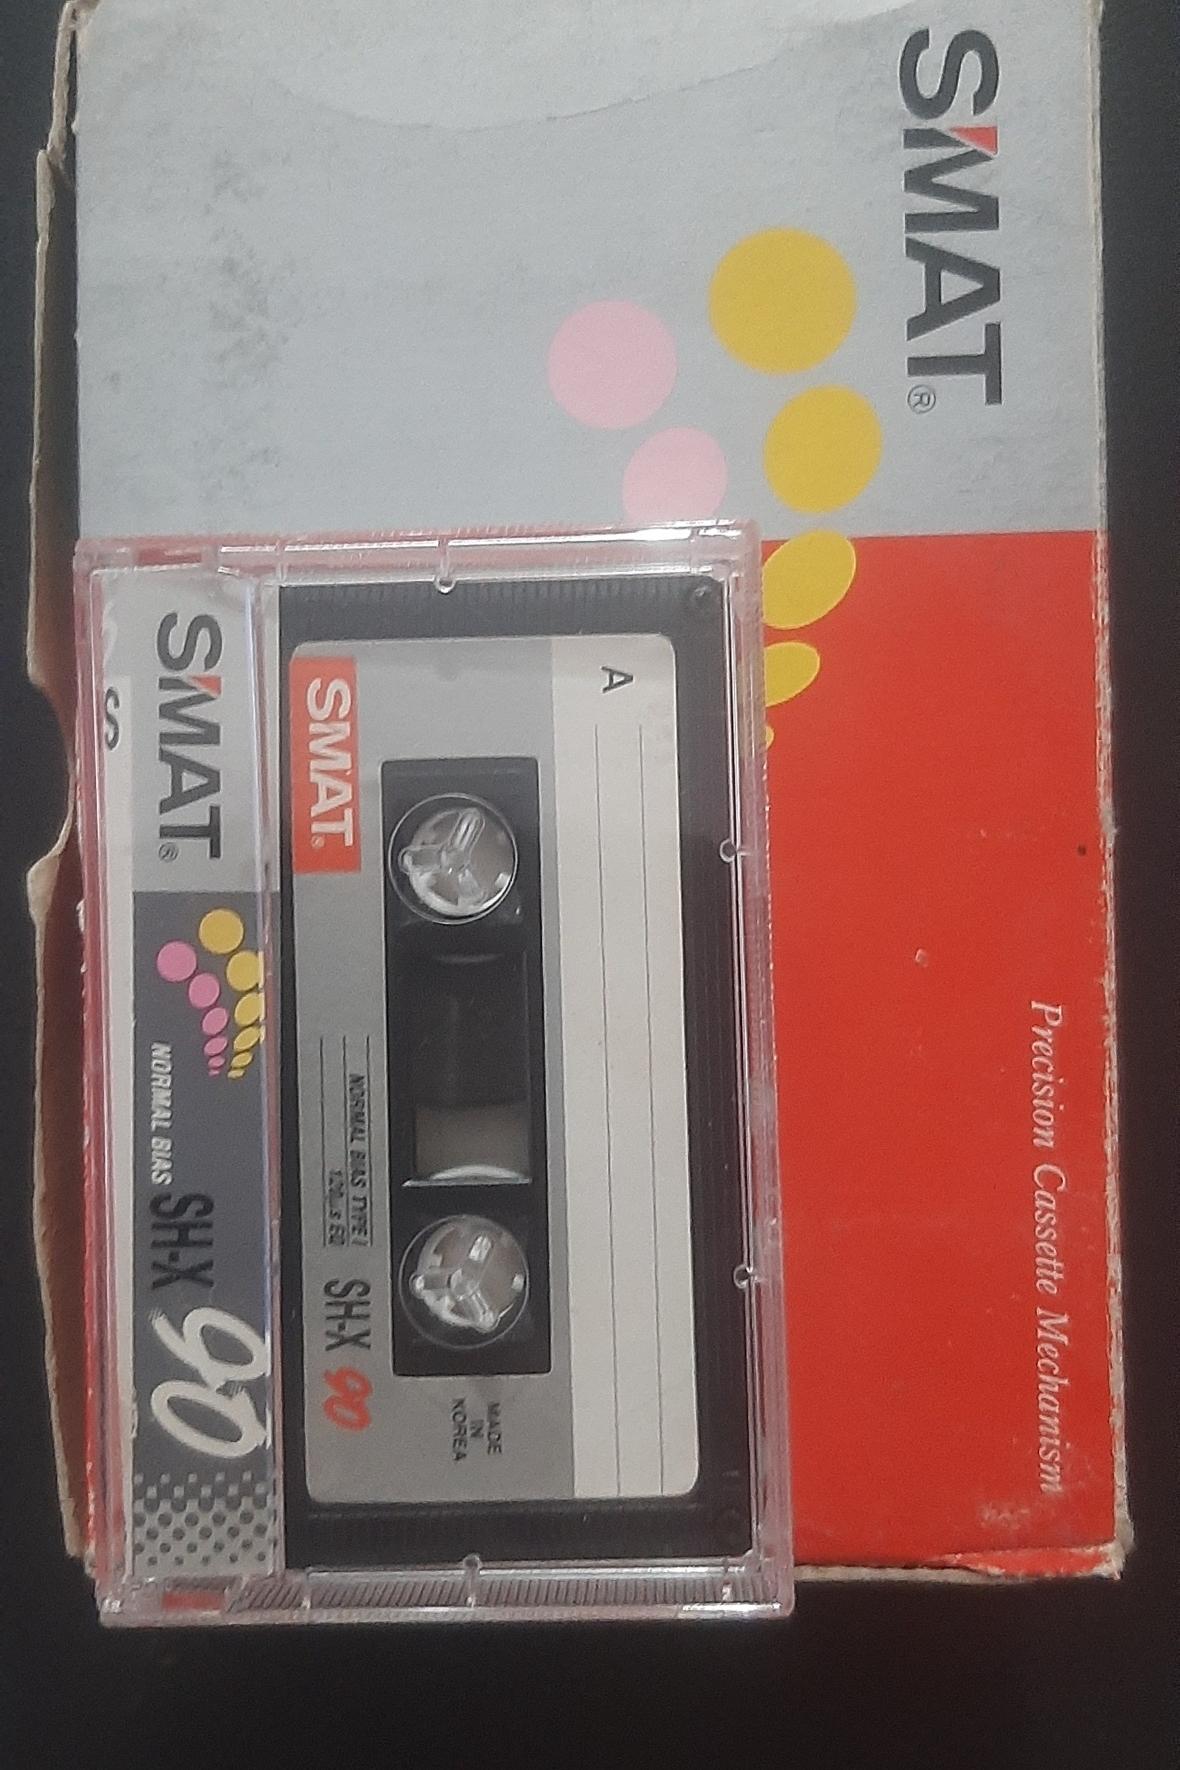 SMAT®
Precision Cassette Mechanism
A
SMAT®
NORMAL BIAS TYPE I
120µs EQ
SH-X 90
MADE
IN
KOREA
SMAT®
NORMAL BIAS SH-X 90